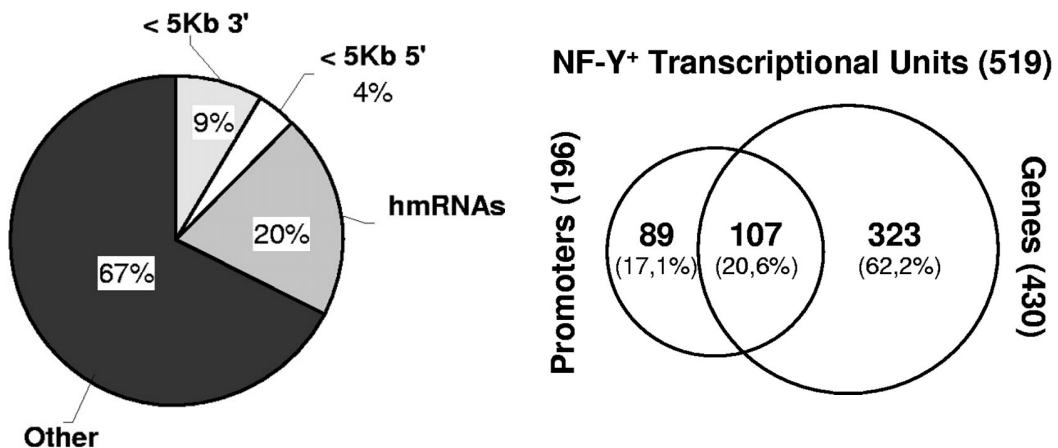 < 5Kb 3'
< 5Kb 5'
4%
9%
hmRNAs
20%
67%
Other
NF-Y⁺ Transcriptional Units (519)
Promoters (196)
89
(17,1%)
107
(20,6%)
323
(62,2%)
Genes (430)